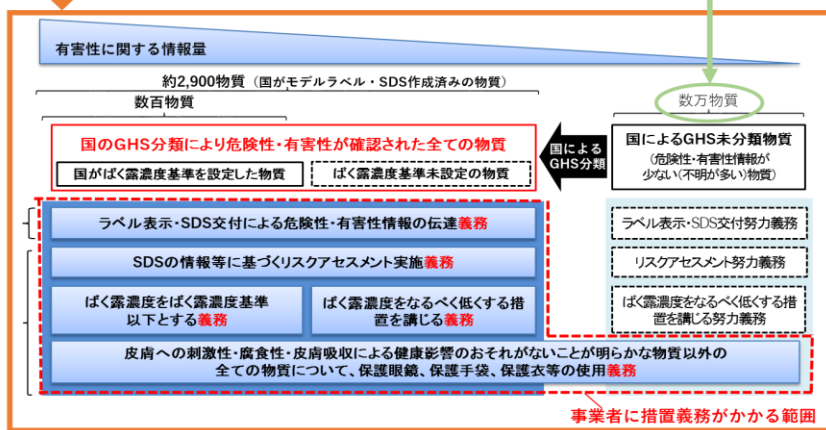 有害性に関する情報量
約2,900物質（国がモデルラベル・SDS作成済みの物質）
数百物質
数万物質
国のGHS分類により危険性・有害性が確認された全ての物質
国がばく露濃度基準を設定した物質
ばく露濃度基準未設定の物質
国による
GHS分類
国によるGHS未分類物質
（危険性・有害性情報が
少ない（不明が多い）物質）
ラベル表示・SDS交付による危険性・有害性情報の伝達義務
ラベル表示・SDS交付努力義務
SDSの情報等に基づくリスクアセスメント実施義務
リスクアセスメント努力義務
ばく露濃度をばく露濃度基準
以下とする義務
ばく露濃度をなるべく低くする措
置を講じる義務
ばく露濃度をなるべく低くする措
置を講じる努力義務
皮膚への刺激性・腐食性・皮膚吸収による健康影響のおそれがないことが明らかな物質以外の
全ての物質について、保護眼鏡、保護手袋、保護衣等の使用義務
事業者に措置義務がかかる範囲